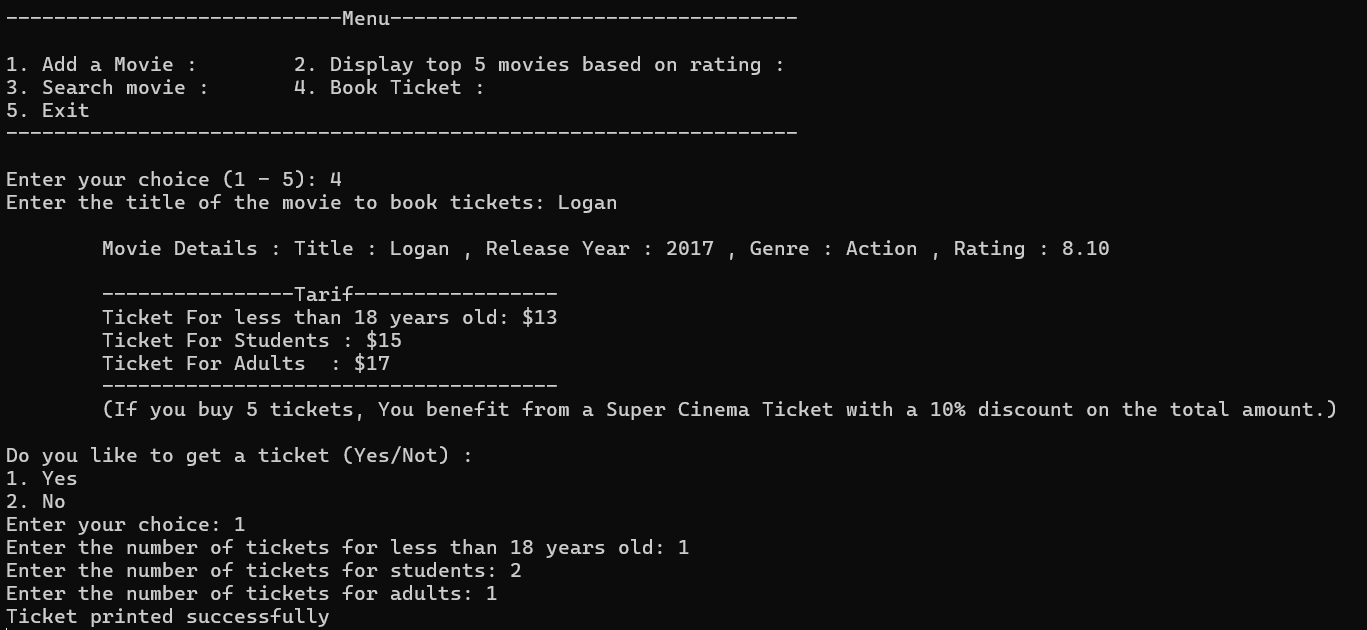 ----------------------------Menu----------------------------------
1. Add a Movie :        2. Display top 5 movies based on rating :
3. Search movie :       4. Book Ticket :
5. Exit
------------------------------------------------------------------
Enter your choice (1 - 5): 4
Enter the title of the movie to book tickets: Logan
Movie Details : Title : Logan , Release Year : 2017 , Genre : Action , Rating : 8.10
----------------Tarif-----------------
Ticket For less than 18 years old: $13
Ticket For Students : $15
Ticket For Adults  : $17
--------------------------------------
(If you buy 5 tickets, You benefit from a Super Cinema Ticket with a 10% discount on the total amount.)
Do you like to get a ticket (Yes/Not) :
1. Yes
2. No
Enter your choice: 1
Enter the number of tickets for less than 18 years old: 1
Enter the number of tickets for students: 2
Enter the number of tickets for adults: 1
Ticket printed successfully